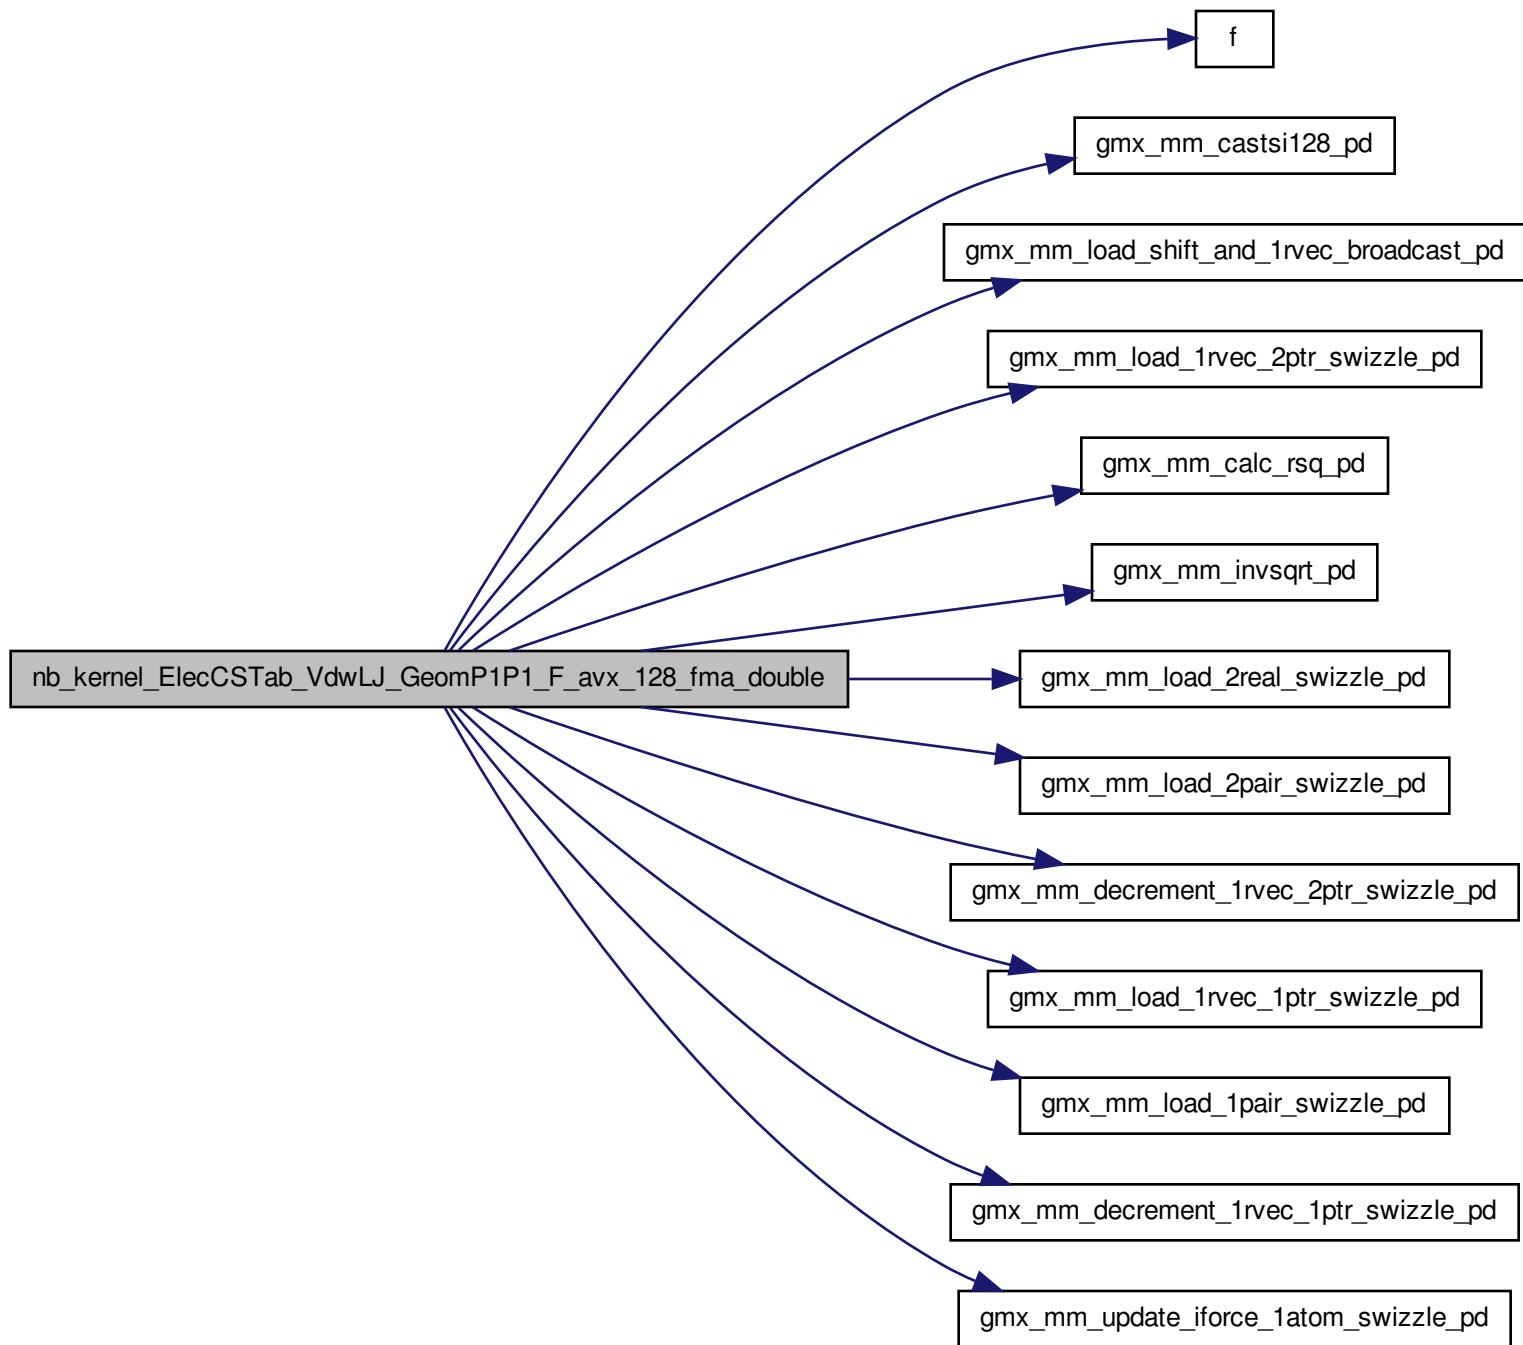 f
gmx_mm_castsi128_pd
gmx_mm_load_shift_and_1rvec_broadcast_pd
gmx_mm_load_1rvec_2ptr_swizzle_pd
gmx_mm_calc_rsq_pd
gmx_mm_invsqrt_pd
nb_kernel_ElecCSTab_VdwLJ_GeomP1P1_F_avx_128_fma_double
gmx_mm_load_2real_swizzle_pd
gmx_mm_load_2pair_swizzle_pd
gmx_mm_decrement_1rvec_2ptr_swizzle_pd
gmx_mm_load_1rvec_1ptr_swizzle_pd
gmx_mm_load_1pair_swizzle_pd
gmx_mm_decrement_1rvec_1ptr_swizzle_pd
gmx_mm_update_iforce_1atom_swizzle_pd